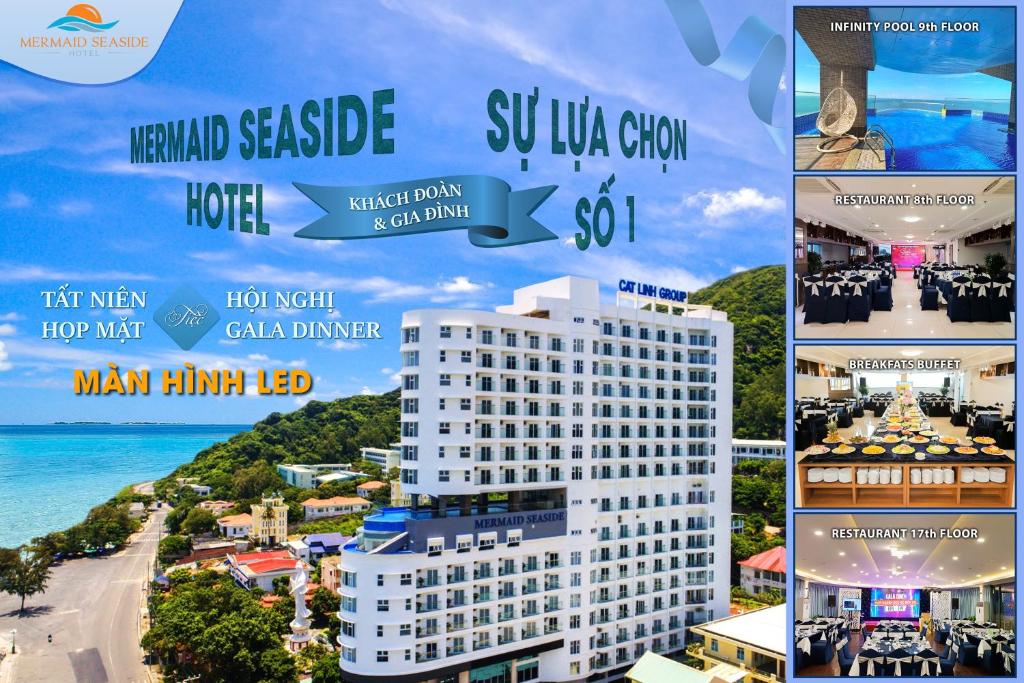 MERMAID SEASIDE
HOTEL
MERMAID SEASIDE
HOTEL
SỰ LỰA CHỌN
SỐ 1
KHÁCH ĐOÀN
& GIA ĐÌNH
TẤT NIÊN
HỌP MẶT
Tiệc
HỘI NGHỊ
GALA DINNER
MÀN HÌNH LED
CAT LINH GROUP
MERMAID SEASIDE
INFINITY POOL 9th FLOOR
RESTAURANT 8th FLOOR
BREAKFATS BUFFET
RESTAURANT 17th FLOOR